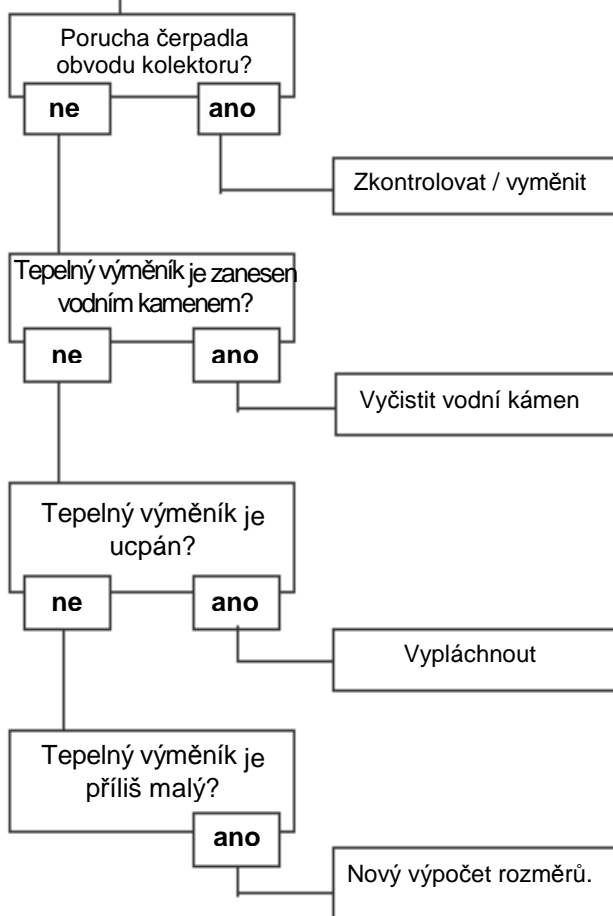 Porucha čerpadla
obvodu kolektoru?
ne
ano
Zkontrolovat / vyměnit
Tepelný výměník je zanesen
vodním kamenem?
ne
ano
Vyčistit vodní kámen
Tepelný výměník je
ucpán?
ne
ano
Vypláchnout
Tepelný výměník je
příliš malý?
ano
Nový výpočet rozměrů.